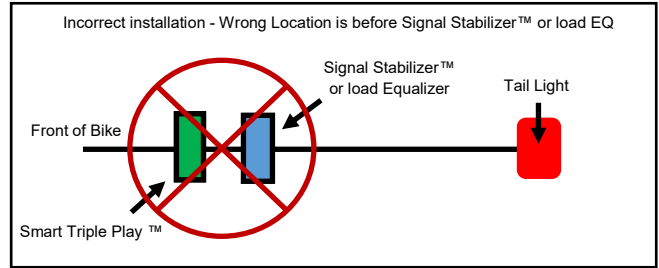 Incorrect installation - Wrong Location is before Signal Stabilizer™ or load EQ
Signal Stabilizer™
or load Equalizer
Tail Light
Front of Bike
Smart Triple Play ™